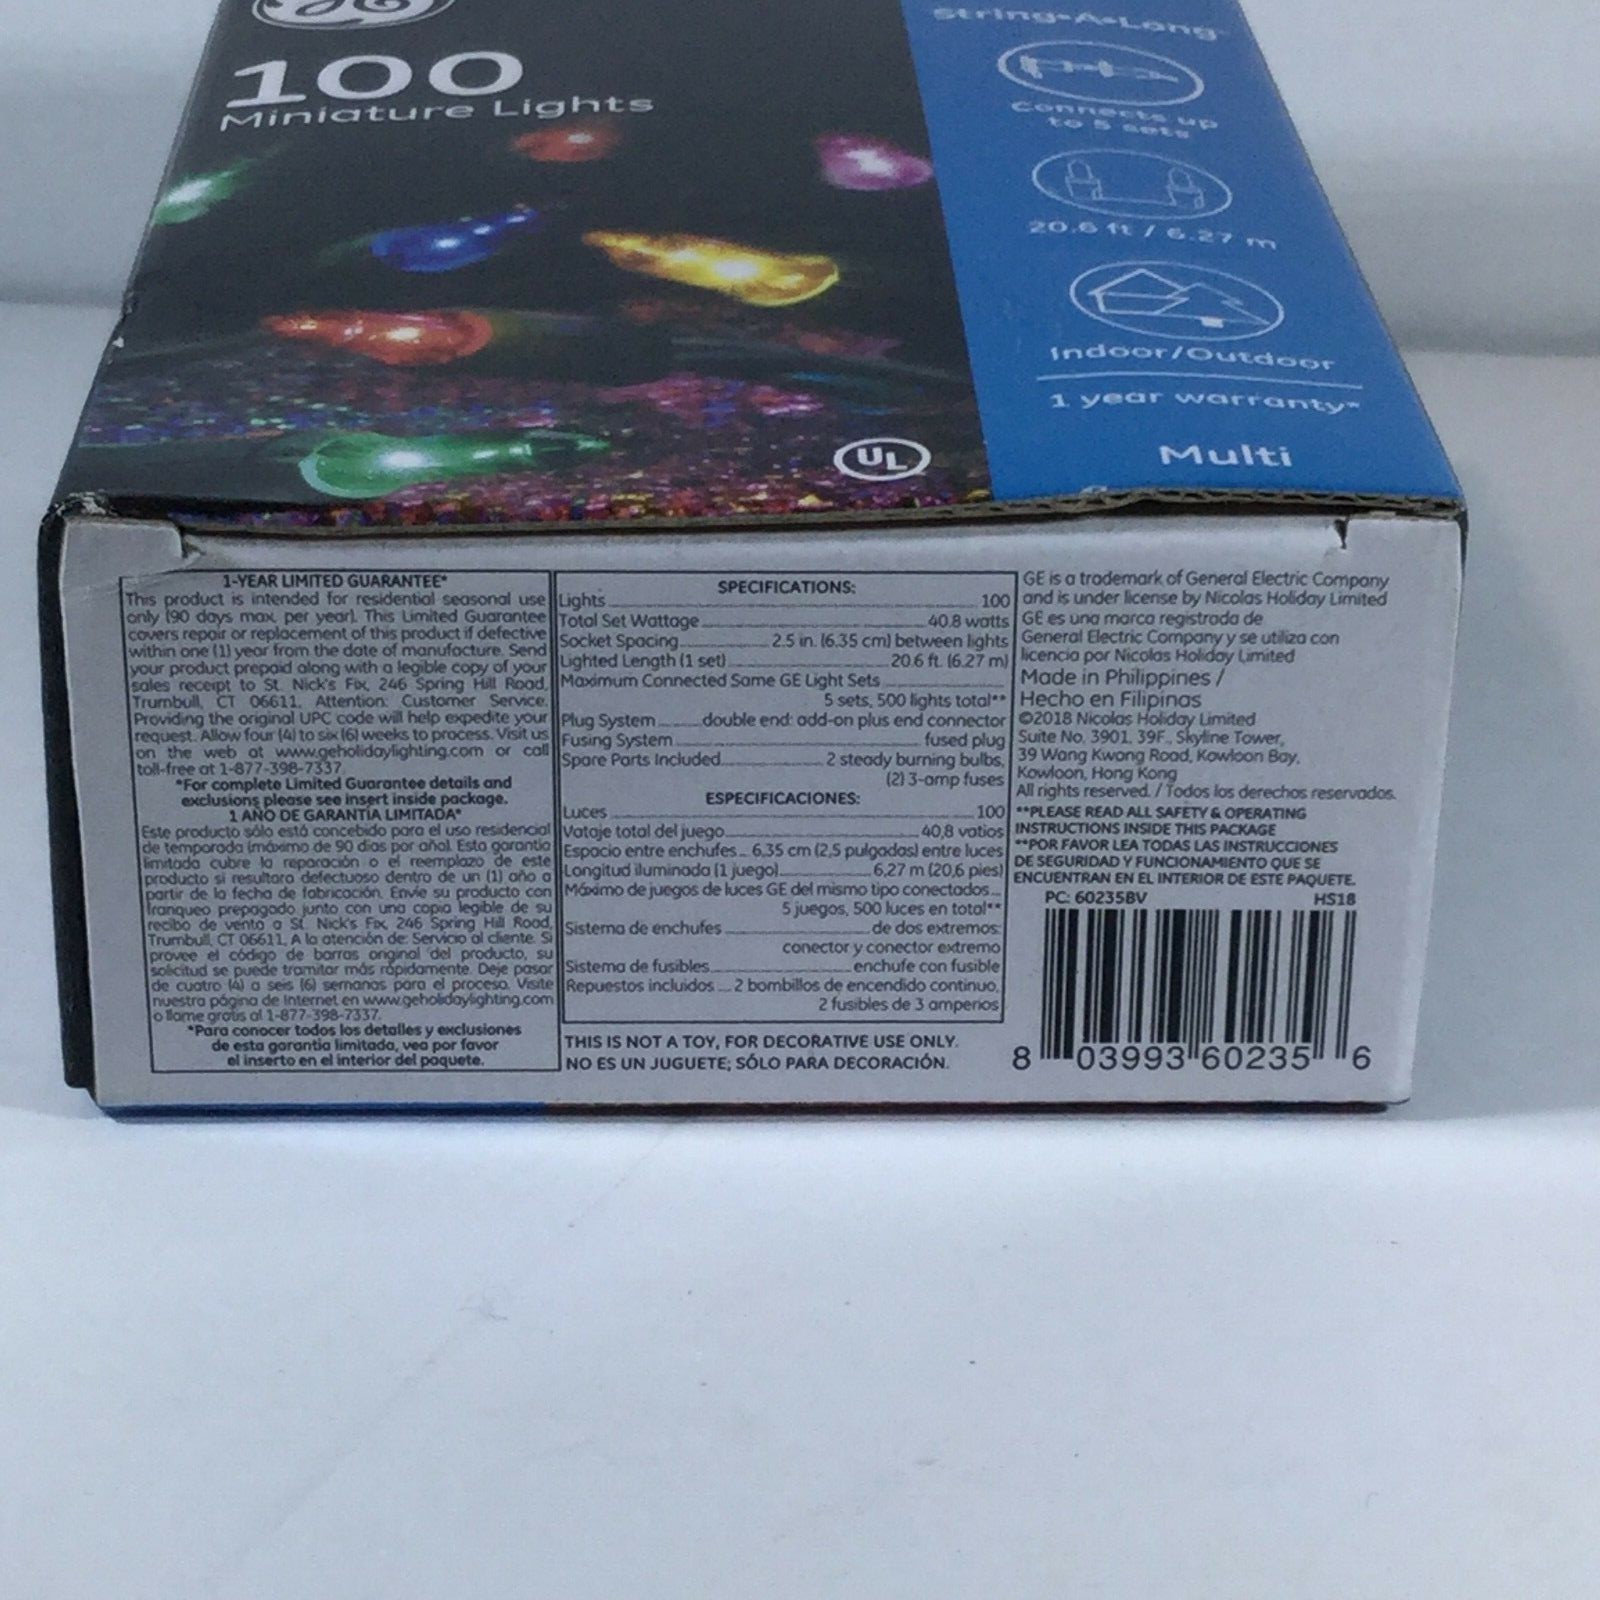 GE
100
Miniature Lights
String-A-Long
Connects up
to 5 sets
20.6 ft / 6.27 m
Indoor/Outdoor
1 year warranty*
Multi
UL
1-YEAR LIMITED GUARANTEE*
This product is intended for residential seasonal use
only (90 days max. per year). This Limited Guarantee
covers repair or replacement of this product if defective
within one (1) year from the date of manufacture. Send
your product prepaid along with a legible copy of your
sales receipt to St. Nick's Fix, 246 Spring Hill Road,
Trumbull, CT 06611, Attention: Customer Service.
Providing the original UPC code will help expedite your
request. Allow four (4) to six (6) weeks to process. Visit us
on the web at www.geholidaylighting.com or call
toll-free at 1-877-398-7337.
*For complete Limited Guarantee details and
exclusions please see insert inside package.
1 AÑO DE GARANTÍA LIMITADA*
Este producto sólo está concebido para el uso residencial
de temporada (máximo de 90 días por año). Esta garantía
limitada cubre la reparación o el reemplazo de este
producto si resultara defectuoso dentro de un (1) año a
partir de la fecha de fabricación. Envíe su producto con
franqueo prepagado junto con una copia legible de su
recibo de venta a St. Nick's Fix, 246 Spring Hill Road,
Trumbull, CT 06611, A la atención de: Servicio al cliente. Si
provee el código de barras original del producto, su
solicitud se puede tramitar más rápidamente. Deje pasar
de cuatro (4) a seis (6) semanas para el proceso. Visite
nuestra página de Internet en www.geholidaylighting.com
o llame gratis al 1-877-398-7337.
*Para conocer todos los detalles y exclusiones
de esta garantía limitada, vea por favor
el inserto en el interior del paquete.
SPECIFICATIONS:
Lights 100
Total Set Wattage 40.8 watts
Socket Spacing 2.5 in. (6.35 cm) between lights
Lighted Length (1 set) 20.6 ft. (6.27 m)
Maximum Connected Same GE Light Sets
5 sets, 500 lights total**
Plug System double end: add-on plus end connector
Fusing System fused plug
Spare Parts Included 2 steady burning bulbs,
(2) 3-amp fuses
ESPECIFICACIONES:
Luces 100
Vataje total del juego 40,8 vatios
Espacio entre enchufes 6,35 cm (2,5 pulgadas) entre luces
Longitud iluminada (1 juego) 6,27 m (20,6 pies)
Máximo de juegos de luces GE del mismo tipo conectados
5 juegos, 500 luces en total**
Sistema de enchufes de dos extremos:
conector y conector extremo
Sistema de fusibles enchufe con fusible
Repuestos incluidos 2 bombillos de encendido continuo,
2 fusibles de 3 amperios
THIS IS NOT A TOY, FOR DECORATIVE USE ONLY.
NO ES UN JUGUETE; SÓLO PARA DECORACIÓN.
GE is a trademark of General Electric Company
and is under license by Nicolas Holiday Limited
GE es una marca registrada de
General Electric Company y se utiliza con
licencia por Nicolas Holiday Limited
Made in Philippines /
Hecho en Filipinas
©2018 Nicolas Holiday Limited
Suite No. 3901, 39F., Skyline Tower,
39 Wang Kwong Road, Kowloon Bay,
Kowloon, Hong Kong
All rights reserved. / Todos los derechos reservados.
**PLEASE READ ALL SAFETY & OPERATING
INSTRUCTIONS INSIDE THIS PACKAGE
**POR FAVOR LEA TODAS LAS INSTRUCCIONES
DE SEGURIDAD Y FUNCIONAMIENTO QUE SE
ENCUENTRAN EN EL INTERIOR DE ESTE PAQUETE.
PC: 60235BV HS18
8 03993 60235 6